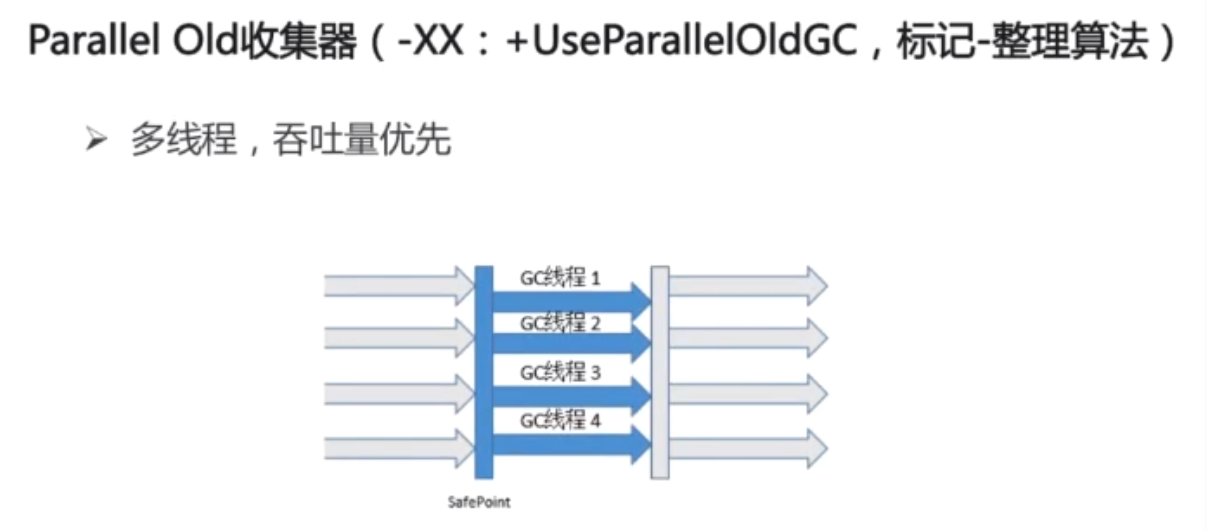 Parallel Old收集器（-XX：+UseParallelOldGC，标记-整理算法）
➢ 多线程，吞吐量优先
GC线程 1
GC线程 2
GC线程 3
GC线程 4
SafePoint